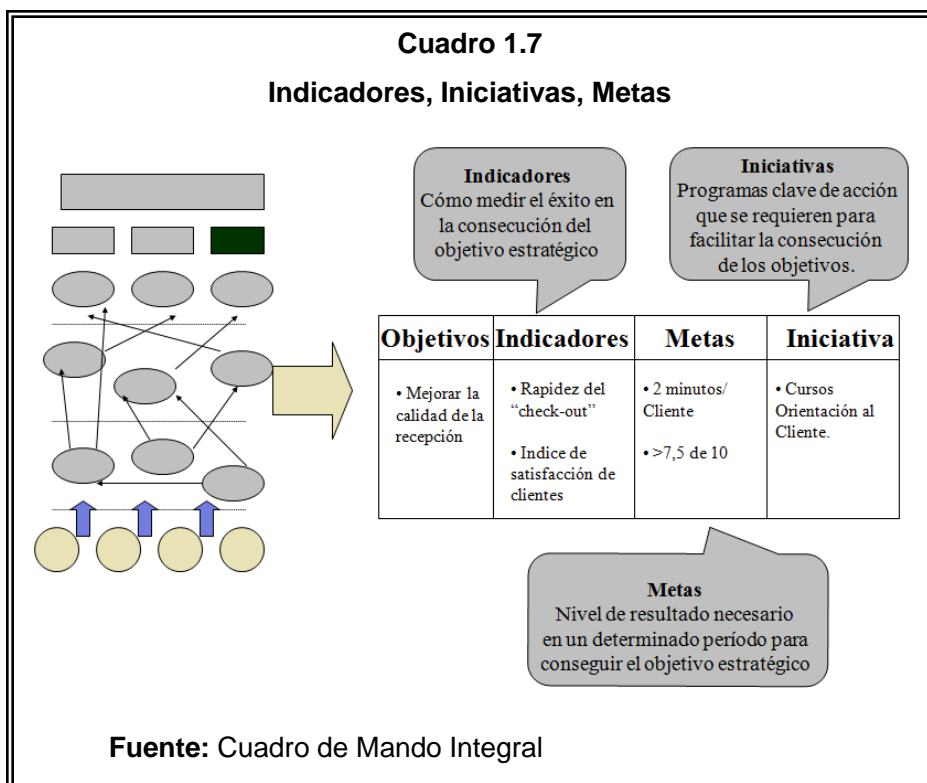 Cuadro 1.7
Indicadores, Iniciativas, Metas
Indicadores
Cómo medir el éxito en
la consecución del
objetivo estratégico
Iniciativas
Programas clave de acción
que se requieren para
facilitar la consecución
de los objetivos.
Objetivos Indicadores Metas Iniciativa
• Mejorar la
calidad de la
recepción
• Rapidez del
“check-out”
• Indice de
satisfacción de
clientes
• 2 minutos/
Cliente
• >7,5 de 10
• Cursos
Orientación al
Cliente.
Metas
Nivel de resultado necesario
en un determinado período para
conseguir el objetivo estratégico
Fuente: Cuadro de Mando Integral